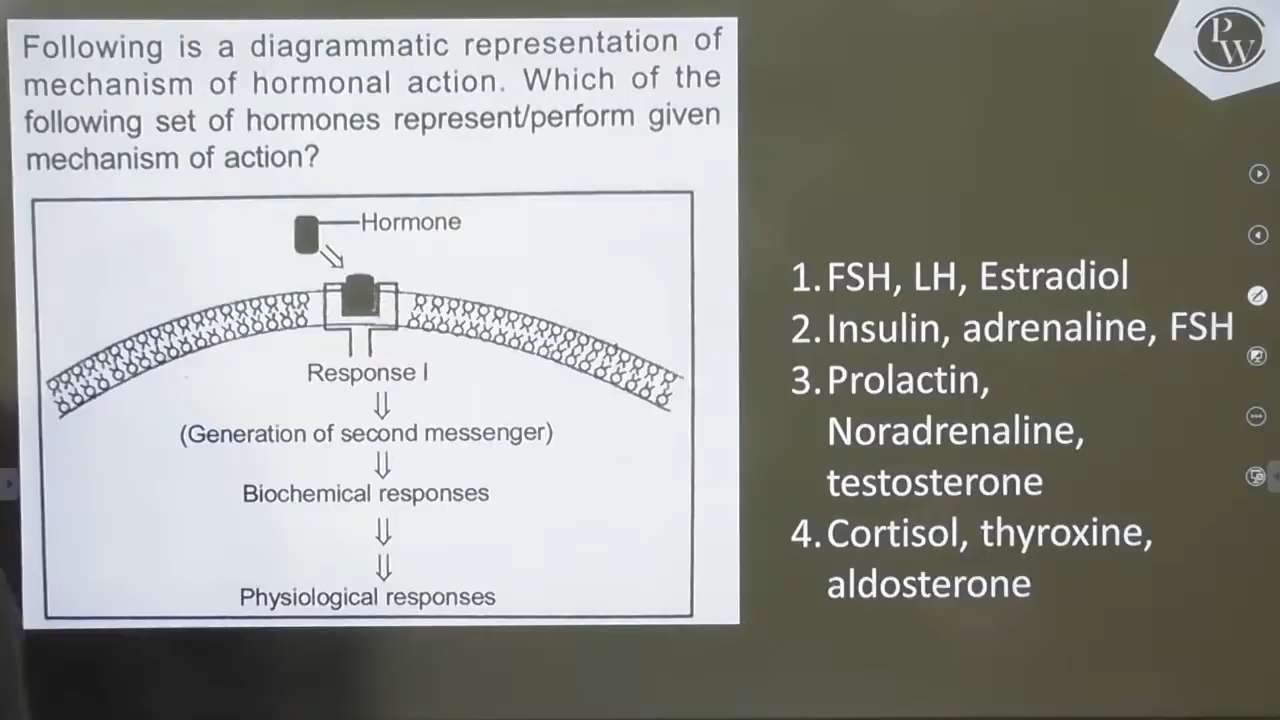 Following is a diagrammatic representation of
mechanism of hormonal action. Which of the
following set of hormones represent/perform given
mechanism of action?
Hormone
Response I
(Generation of second messenger)
Biochemical responses
Physiological responses
PW
1. FSH, LH, Estradiol
2. Insulin, adrenaline, FSH
3. Prolactin,
Noradrenaline,
testosterone
4. Cortisol, thyroxine,
aldosterone